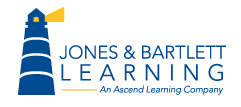 JONES & BARTLETT
LEARNING
An Ascend Learning Company